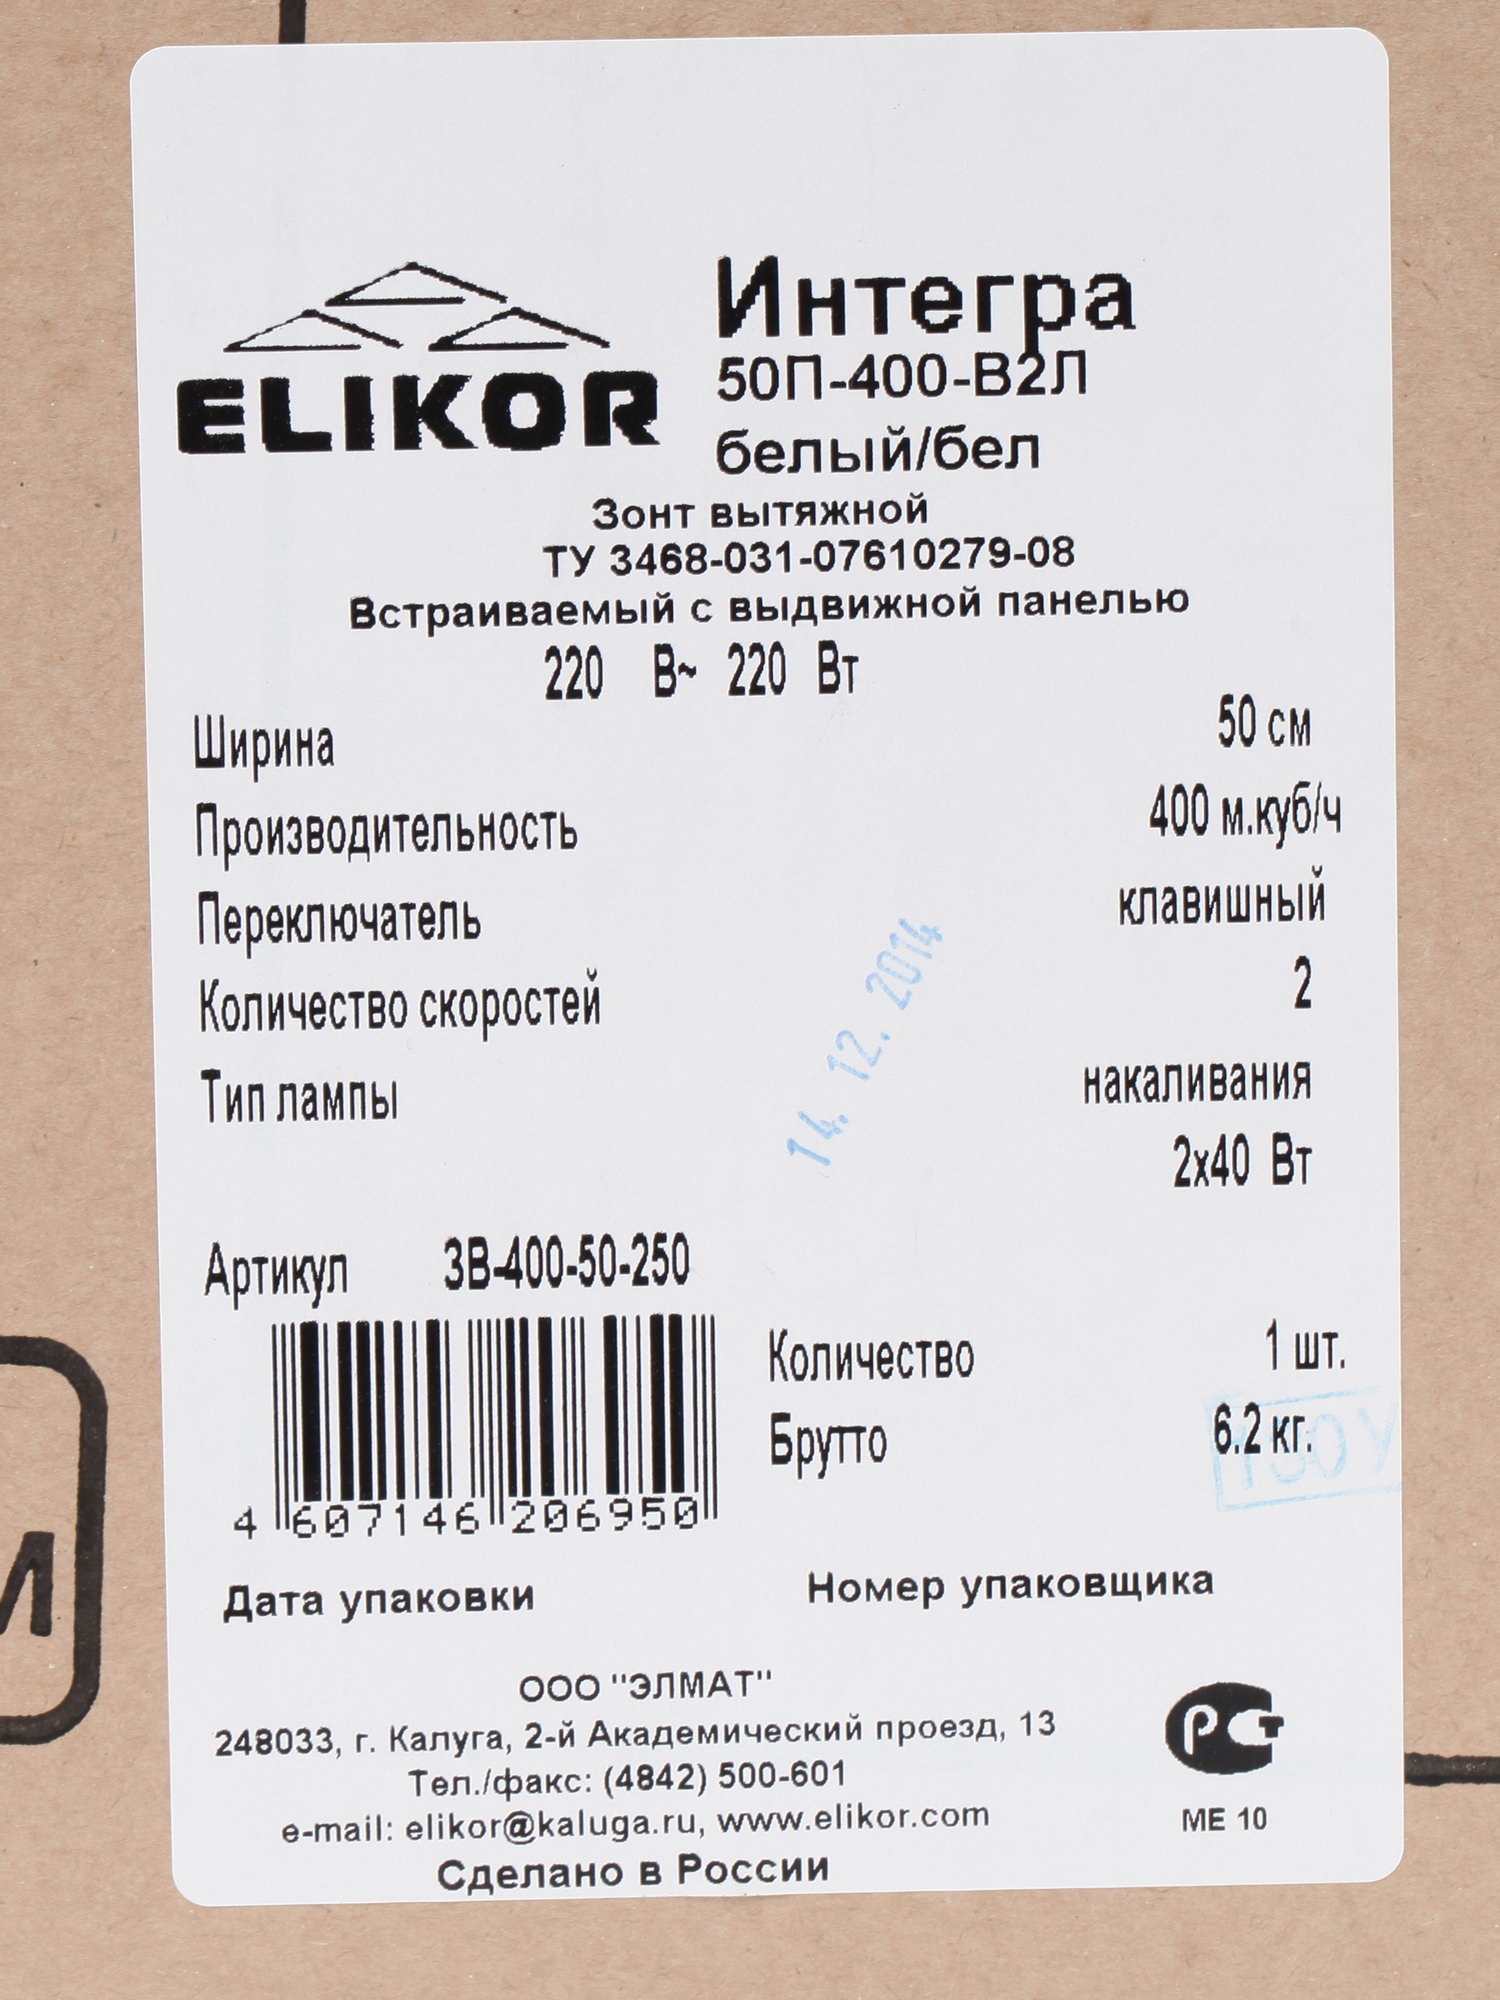 ELIKOR
Интегра
50П-400-В2Л
белый/бел
Зонт вытяжной
ТУ 3468-031-07610279-08
Встраиваемый с выдвижной панелью
220 В~ 220 Вт
Ширина 50 см
Производительность 400 м.куб/ч
Переключатель клавишный
Количество скоростей 2
Тип лампы накаливания
2x40 Вт
14. 12. 2014
Артикул ЗВ-400-50-250
Количество 1 шт.
Брутто 6.2 кг.
4 607146 206950
Дата упаковки Номер упаковщика
ООО "ЭЛМАТ"
248033, г. Калуга, 2-й Академический проезд, 13
Тел./факс: (4842) 500-601
e-mail: elikor@kaluga.ru, www.elikor.com
Сделано в России
РСТ
МЕ 10